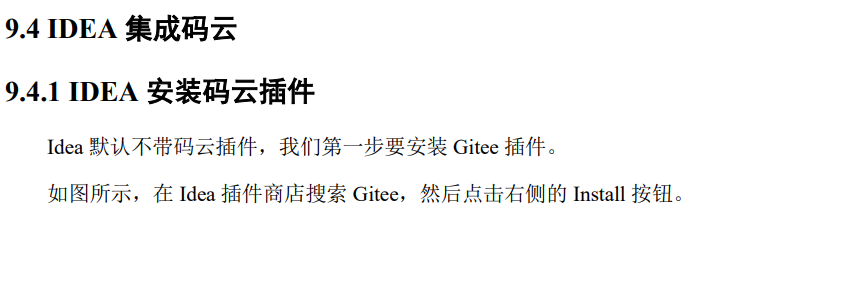 9.4 IDEA 集成码云
9.4.1 IDEA 安装码云插件
Idea 默认不带码云插件，我们第一步要安装 Gitee 插件。
如图所示，在 Idea 插件商店搜索 Gitee，然后点击右侧的 Install 按钮。